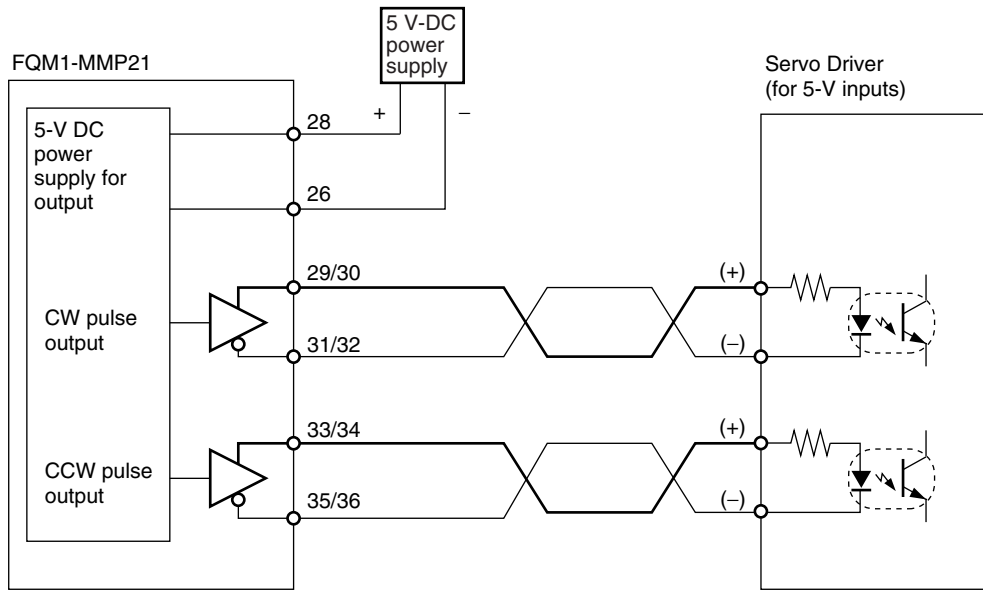 5 V-DC
power
supply
FQM1-MMP21
Servo Driver
(for 5-V inputs)
+
−
5-V DC
power
supply for
output
28
26
29/30
(+)
CW pulse
output
31/32
(−)
33/34
(+)
CCW pulse
output
35/36
(−)